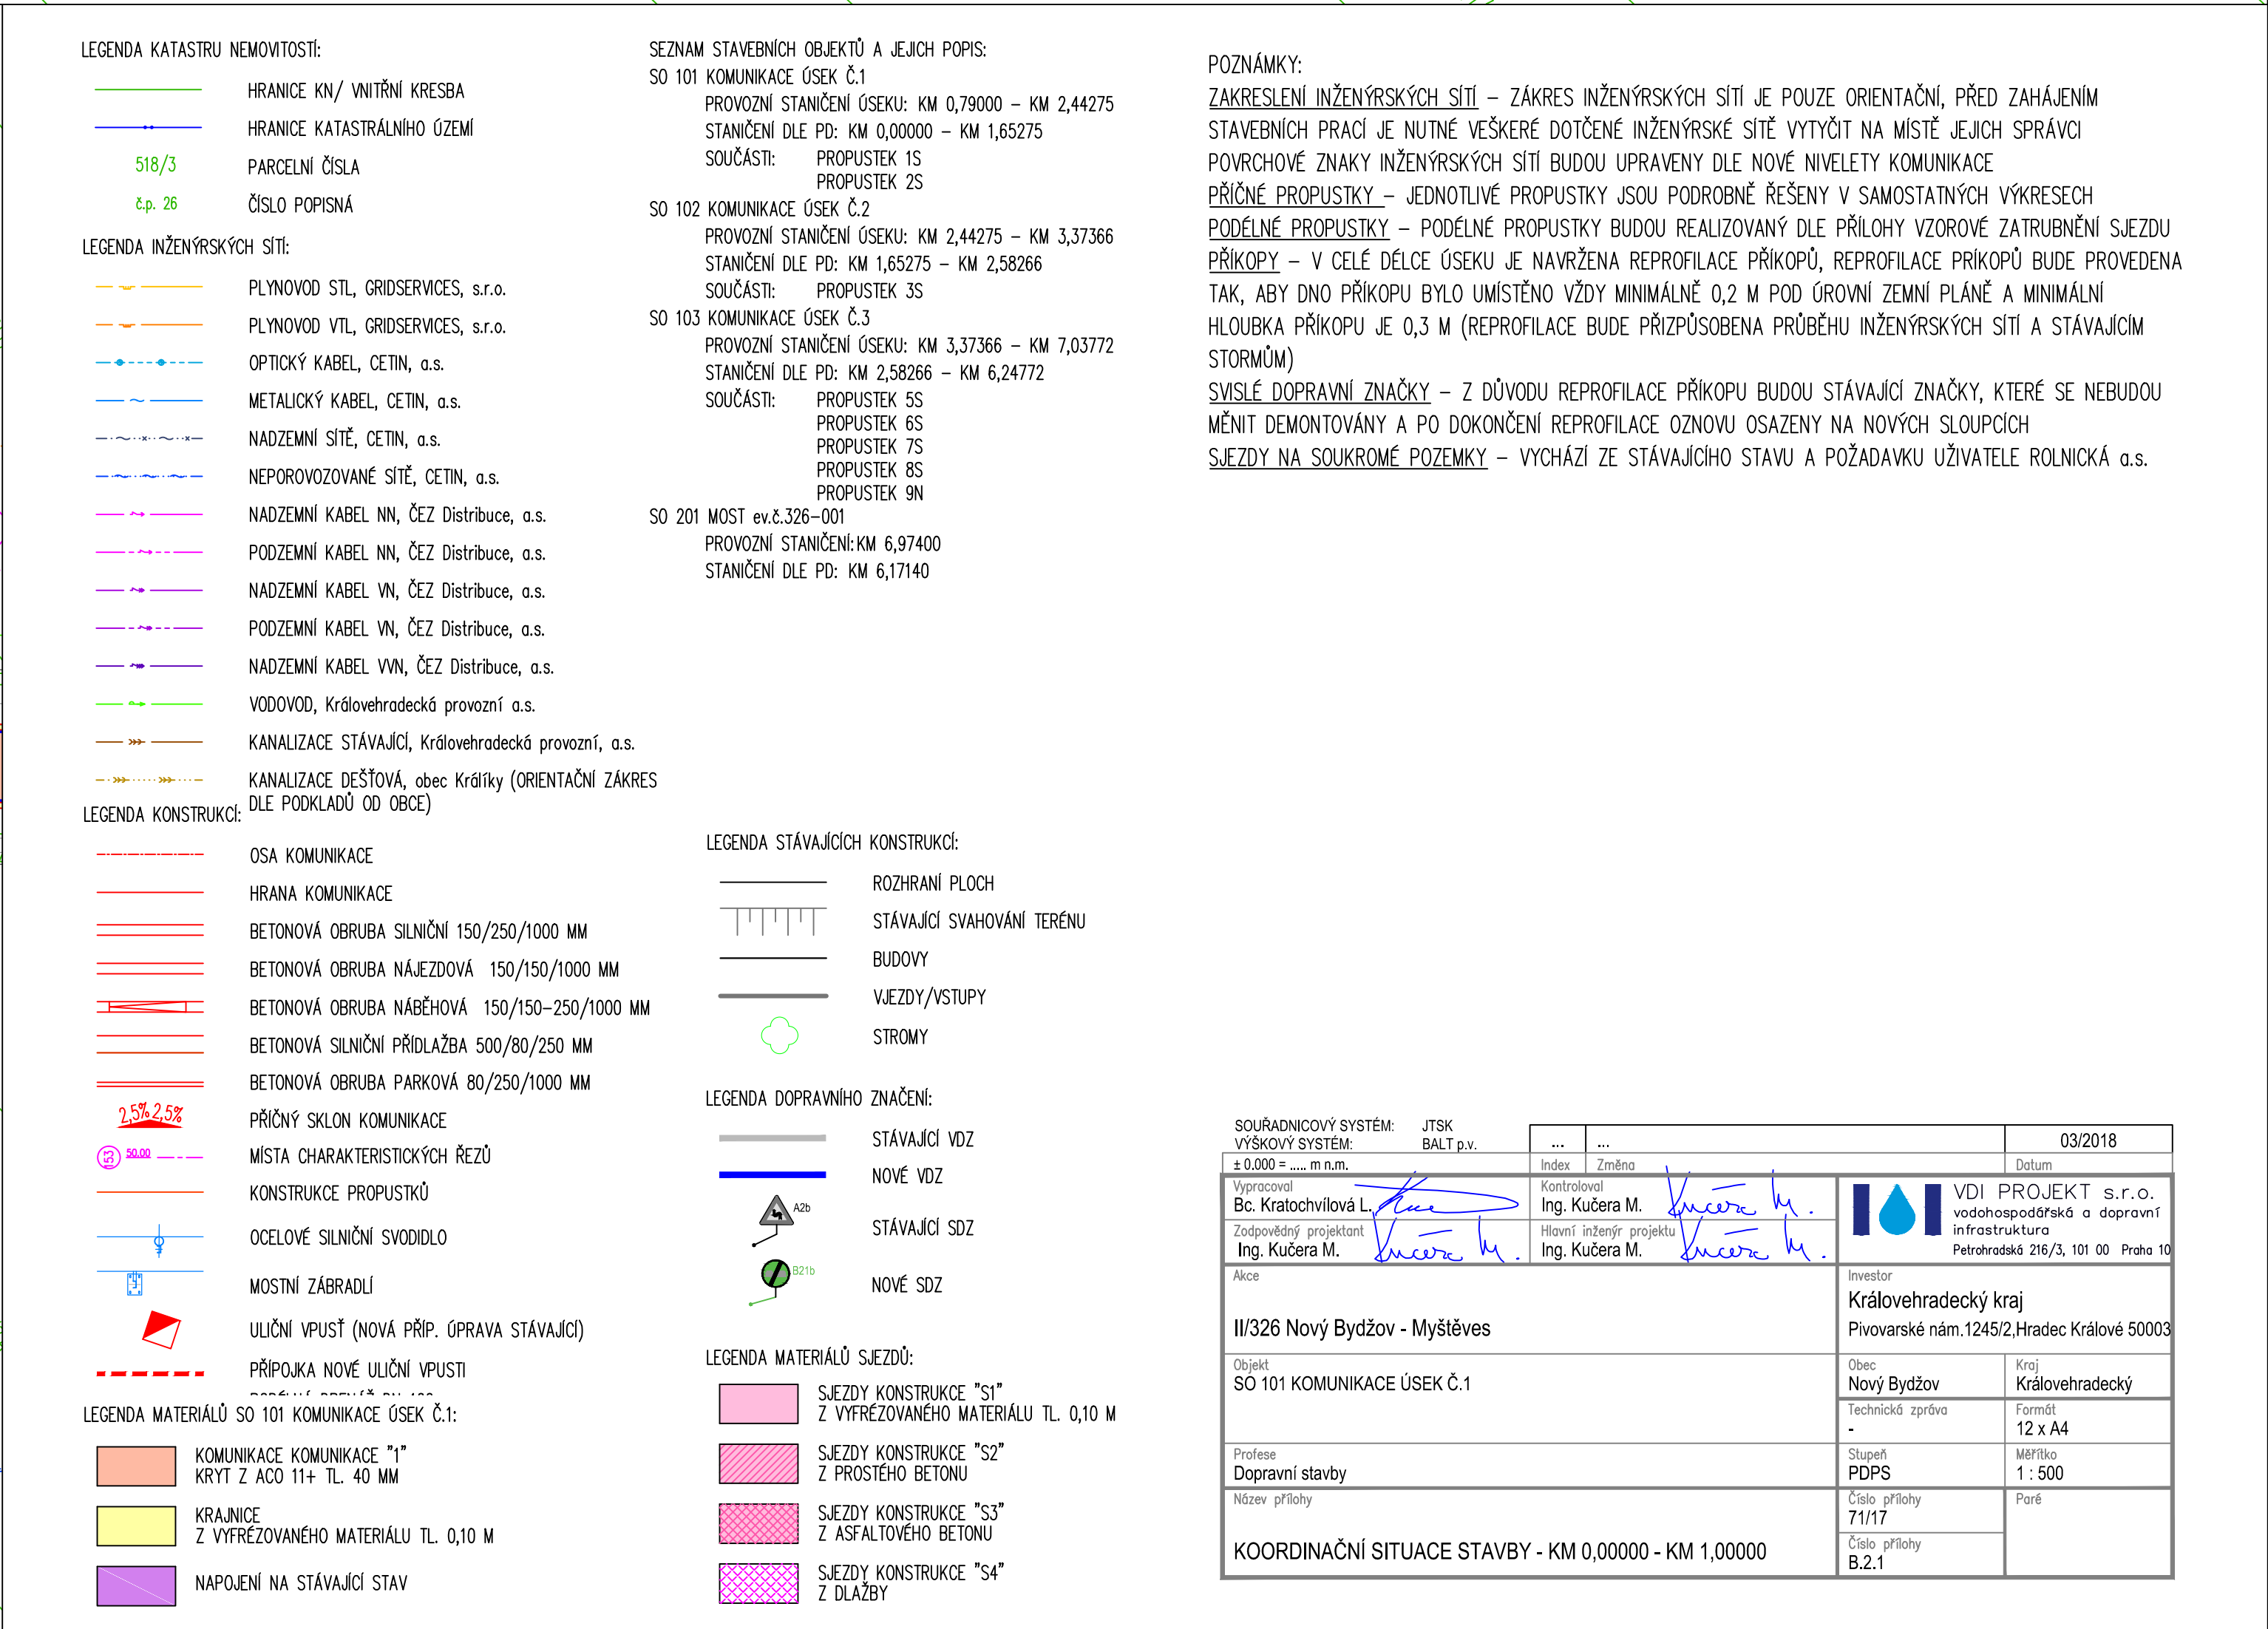 LEGENDA KATASTRU NEMOVITOSTÍ:
HRANICE KN/ VNITŘNÍ KRESBA
HRANICE KATASTRÁLNÍHO ÚZEMÍ
518/3 PARCELNÍ ČÍSLA
č.p. 26 ČÍSLO POPISNÁ
LEGENDA INŽENÝRSKÝCH SÍTÍ:
PLYNOVOD STL, GRIDSERVICES, s.r.o.
PLYNOVOD VTL, GRIDSERVICES, s.r.o.
OPTICKÝ KABEL, CETIN, a.s.
METALICKÝ KABEL, CETIN, a.s.
NADZEMNÍ SÍTĚ, CETIN, a.s.
NEPOROVOZOVANÉ SÍTĚ, CETIN, a.s.
NADZEMNÍ KABEL NN, ČEZ Distribuce, a.s.
PODZEMNÍ KABEL NN, ČEZ Distribuce, a.s.
NADZEMNÍ KABEL VN, ČEZ Distribuce, a.s.
PODZEMNÍ KABEL VN, ČEZ Distribuce, a.s.
NADZEMNÍ KABEL VVN, ČEZ Distribuce, a.s.
VODOVOD, Královehradecká provozní a.s.
KANALIZACE STÁVAJÍCÍ, Královehradecká provozní, a.s.
KANALIZACE DEŠŤOVÁ, obec Králíky (ORIENTAČNÍ ZÁKRES
DLE PODKLADŮ OD OBCE)
LEGENDA KONSTRUKCÍ:
OSA KOMUNIKACE
HRANA KOMUNIKACE
BETONOVÁ OBRUBA SILNIČNÍ 150/250/1000 MM
BETONOVÁ OBRUBA NÁJEZDOVÁ 150/150/1000 MM
BETONOVÁ OBRUBA NÁBĚHOVÁ 150/150-250/1000 MM
BETONOVÁ SILNIČNÍ PŘÍDLAŽBA 500/80/250 MM
BETONOVÁ OBRUBA PARKOVÁ 80/250/1000 MM
2,5% 2,5% PŘÍČNÝ SKLON KOMUNIKACE
153 50.00 MÍSTA CHARAKTERISTICKÝCH ŘEZŮ
KONSTRUKCE PROPUSTKŮ
OCELOVÉ SILNIČNÍ SVODIDLO
MOSTNÍ ZÁBRADLÍ
ULIČNÍ VPUSŤ (NOVÁ PŘÍP. ÚPRAVA STÁVAJÍCÍ)
PŘÍPOJKA NOVÉ ULIČNÍ VPUSTI
LEGENDA MATERIÁLŮ SO 101 KOMUNIKACE ÚSEK Č.1:
KOMUNIKACE KOMUNIKACE "1"
KRYT Z ACO 11+ TL. 40 MM
KRAJNICE
Z VYFRÉZOVANÉHO MATERIÁLU TL. 0,10 M
NAPOJENÍ NA STÁVAJÍCÍ STAV
SEZNAM STAVEBNÍCH OBJEKTŮ A JEJICH POPIS:
SO 101 KOMUNIKACE ÚSEK Č.1
PROVOZNÍ STANIČENÍ ÚSEKU: KM 0,79000 – KM 2,44275
STANIČENÍ DLE PD: KM 0,00000 – KM 1,65275
SOUČÁSTI: PROPUSTEK 1S
PROPUSTEK 2S
SO 102 KOMUNIKACE ÚSEK Č.2
PROVOZNÍ STANIČENÍ ÚSEKU: KM 2,44275 – KM 3,37366
STANIČENÍ DLE PD: KM 1,65275 – KM 2,58266
SOUČÁSTI: PROPUSTEK 3S
SO 103 KOMUNIKACE ÚSEK Č.3
PROVOZNÍ STANIČENÍ ÚSEKU: KM 3,37366 – KM 7,03772
STANIČENÍ DLE PD: KM 2,58266 – KM 6,24772
SOUČÁSTI: PROPUSTEK 5S
PROPUSTEK 6S
PROPUSTEK 7S
PROPUSTEK 8S
PROPUSTEK 9N
SO 201 MOST ev.č.326-001
PROVOZNÍ STANIČENÍ: KM 6,97400
STANIČENÍ DLE PD: KM 6,17140
LEGENDA STÁVAJÍCÍCH KONSTRUKCÍ:
ROZHRANÍ PLOCH
STÁVAJÍCÍ SVAHOVÁNÍ TERÉNU
BUDOVY
VJEZDY/VSTUPY
STROMY
LEGENDA DOPRAVNÍHO ZNAČENÍ:
STÁVAJÍCÍ VDZ
NOVÉ VDZ
A2b STÁVAJÍCÍ SDZ
B21b NOVÉ SDZ
LEGENDA MATERIÁLŮ SJEZDŮ:
SJEZDY KONSTRUKCE "S1"
Z VYFRÉZOVANÉHO MATERIÁLU TL. 0,10 M
SJEZDY KONSTRUKCE "S2"
Z PROSTÉHO BETONU
SJEZDY KONSTRUKCE "S3"
Z ASFALTOVÉHO BETONU
SJEZDY KONSTRUKCE "S4"
Z DLAŽBY
POZNÁMKY:
ZAKRESLENÍ INŽENÝRSKÝCH SÍTÍ – ZÁKRES INŽENÝRSKÝCH SÍTÍ JE POUZE ORIENTAČNÍ, PŘED ZAHÁJENÍM
STAVEBNÍCH PRACÍ JE NUTNÉ VEŠKERÉ DOTČENÉ INŽENÝRSKÉ SÍTĚ VYTYČIT NA MÍSTĚ JEJICH SPRÁVCI
POVRCHOVÉ ZNAKY INŽENÝRSKÝCH SÍTÍ BUDOU UPRAVENY DLE NOVÉ NIVELETY KOMUNIKACE
PŘÍČNÉ PROPUSTKY – JEDNOTLIVÉ PROPUSTKY JSOU PODROBNĚ ŘEŠENY V SAMOSTATNÝCH VÝKRESECH
PODÉLNÉ PROPUSTKY – PODÉLNÉ PROPUSTKY BUDOU REALIZOVANÝ DLE PŘÍLOHY VZOROVÉ ZATRUBNĚNÍ SJEZDU
PŘÍKOPY – V CELÉ DÉLCE ÚSEKU JE NAVRŽENA REPROFILACE PŘÍKOPŮ, REPROFILACE PRÍKOPŮ BUDE PROVEDENA
TAK, ABY DNO PŘÍKOPU BYLO UMÍSTĚNO VŽDY MINIMÁLNĚ 0,2 M POD ÚROVNÍ ZEMNÍ PLÁNĚ A MINIMÁLNÍ
HLOUBKA PŘÍKOPU JE 0,3 M (REPROFILACE BUDE PŘIZPŮSOBENA PRŮBĚHU INŽENÝRSKÝCH SÍTÍ A STÁVAJÍCÍM
STORMŮM)
SVISLÉ DOPRAVNÍ ZNAČKY – Z DŮVODU REPROFILACE PŘÍKOPU BUDOU STÁVAJÍCÍ ZNAČKY, KTERÉ SE NEBUDOU
MĚNIT DEMONTOVÁNY A PO DOKONČENÍ REPROFILACE OZNOVU OSAZENY NA NOVÝCH SLOUPCÍCH
SJEZDY NA SOUKROMÉ POZEMKY – VYCHÁZÍ ZE STÁVAJÍCÍHO STAVU A POŽADAVKU UŽIVATELE ROLNICKÁ a.s.
SOUŘADNICOVÝ SYSTÉM: JTSK
VÝŠKOVÝ SYSTÉM: BALT p.v.
... ... 03/2018
± 0.000 = ..... m n.m. Index Změna Datum
Vypracoval
Bc. Kratochvílová L.
Kontroloval
Ing. Kučera M. Kučera M.
Zodpovědný projektant
Ing. Kučera M. Kučera M.
Hlavní inženýr projektu
Ing. Kučera M. Kučera M.
VDI PROJEKT s.r.o.
vodohospodářská a dopravní
infrastruktura
Petrohradská 216/3, 101 00 Praha 10
Akce
II/326 Nový Bydžov - Myštěves
Investor
Královehradecký kraj
Pivovarské nám.1245/2,Hradec Králové 50003
Objekt
SO 101 KOMUNIKACE ÚSEK Č.1
Obec
Nový Bydžov
Kraj
Královehradecký
Technická zpráva
-
Formát
12 x A4
Profese
Dopravní stavby
Stupeň
PDPS
Měřítko
1 : 500
Název přílohy
KOORDINAČNÍ SITUACE STAVBY - KM 0,00000 - KM 1,00000
Číslo přílohy
71/17
Paré
Číslo přílohy
B.2.1